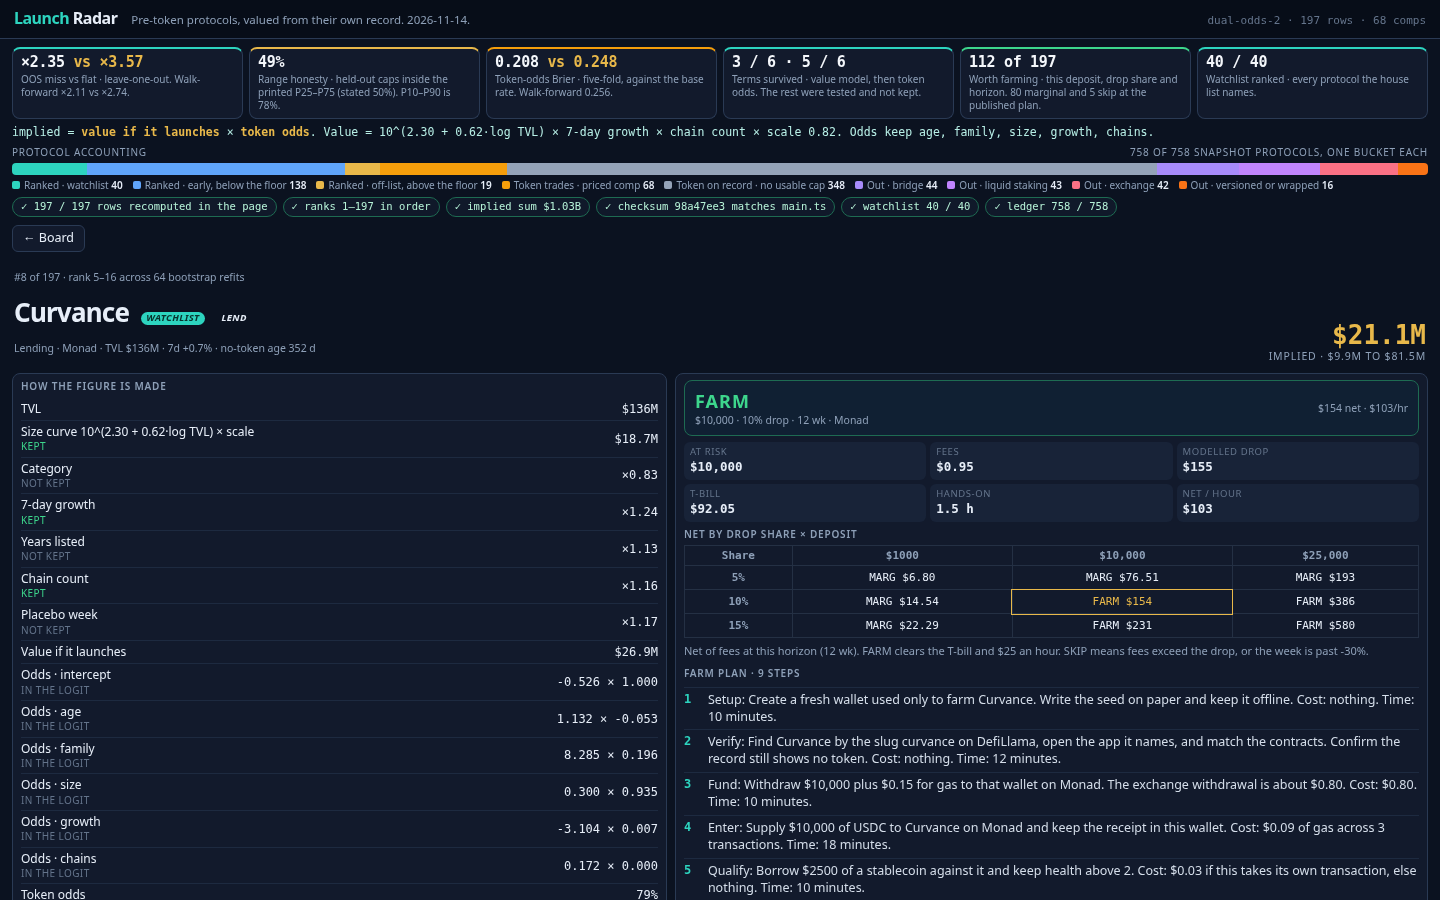 Launch Radar Pre-token protocols, valued from their own record. 2026-11-14. dual-odds-2 · 197 rows · 68 comps
×2.35 vs ×3.57
OOS miss vs flat · leave-one-out. Walk-
forward ×2.11 vs ×2.74.
49%
Range honesty · held-out caps inside the
printed P25–P75 (stated 50%). P10–P90 is
78%.
0.208 vs 0.248
Token-odds Brier · five-fold, against the base
rate. Walk-forward 0.256.
3 / 6 · 5 / 6
Terms survived · value model, then token
odds. The rest were tested and not kept.
112 of 197
Worth farming · this deposit, drop share and
horizon. 80 marginal and 5 skip at the
published plan.
40 / 40
Watchlist ranked · every protocol the house
list names.
implied = value if it launches × token odds. Value = 10^(2.30 + 0.62·log TVL) × 7-day growth × chain count × scale 0.82. Odds keep age, family, size, growth, chains.
PROTOCOL ACCOUNTING 758 OF 758 SNAPSHOT PROTOCOLS, ONE BUCKET EACH
Ranked · watchlist 40 Ranked · early, below the floor 138 Ranked · off-list, above the floor 19 Token trades · priced comp 68 Token on record · no usable cap 348 Out · bridge 44 Out · liquid staking 43 Out · exchange 42 Out · versioned or wrapped 16
✓ 197 / 197 rows recomputed in the page ✓ ranks 1–197 in order ✓ implied sum $1.03B ✓ checksum 98a47ee3 matches main.ts ✓ watchlist 40 / 40 ✓ ledger 758 / 758
← Board
#8 of 197 · rank 5–16 across 64 bootstrap refits
Curvance WATCHLIST LEND
Lending · Monad · TVL $136M · 7d +0.7% · no-token age 352 d
$21.1M
IMPLIED · $9.9M TO $81.5M
HOW THE FIGURE IS MADE
TVL $136M
Size curve 10^(2.30 + 0.62·log TVL) × scale $18.7M
KEPT
Category ×0.83
NOT KEPT
7-day growth ×1.24
KEPT
Years listed ×1.13
NOT KEPT
Chain count ×1.16
KEPT
Placebo week ×1.17
NOT KEPT
Value if it launches $26.9M
Odds · intercept -0.526 × 1.000
IN THE LOGIT
Odds · age 1.132 × -0.053
IN THE LOGIT
Odds · family 8.285 × 0.196
IN THE LOGIT
Odds · size 0.300 × 0.935
IN THE LOGIT
Odds · growth -3.104 × 0.007
IN THE LOGIT
Odds · chains 0.172 × 0.000
IN THE LOGIT
Token odds 79%
FARM
$10,000 · 10% drop · 12 wk · Monad
$154 net · $103/hr
AT RISK
$10,000
FEES
$0.95
MODELLED DROP
$155
T-BILL
$92.05
HANDS-ON
1.5 h
NET / HOUR
$103
NET BY DROP SHARE × DEPOSIT
Share $1000 $10,000 $25,000
5% MARG $6.80 MARG $76.51 MARG $193
10% MARG $14.54 FARM $154 FARM $386
15% MARG $22.29 FARM $231 FARM $580
Net of fees at this horizon (12 wk). FARM clears the T-bill and $25 an hour. SKIP means fees exceed the drop, or the week is past -30%.
FARM PLAN · 9 STEPS
1 Setup: Create a fresh wallet used only to farm Curvance. Write the seed on paper and keep it offline. Cost: nothing. Time:
10 minutes.
2 Verify: Find Curvance by the slug curvance on DefiLlama, open the app it names, and match the contracts. Confirm the
record still shows no token. Cost: nothing. Time: 12 minutes.
3 Fund: Withdraw $10,000 plus $0.15 for gas to that wallet on Monad. The exchange withdrawal is about $0.80. Cost: $0.80.
Time: 10 minutes.
4 Enter: Supply $10,000 of USDC to Curvance on Monad and keep the receipt in this wallet. Cost: $0.09 of gas across 3
transactions. Time: 18 minutes.
5 Qualify: Borrow $2500 of a stablecoin against it and keep health above 2. Cost: $0.03 if this takes its own transaction, else
nothing. Time: 10 minutes.